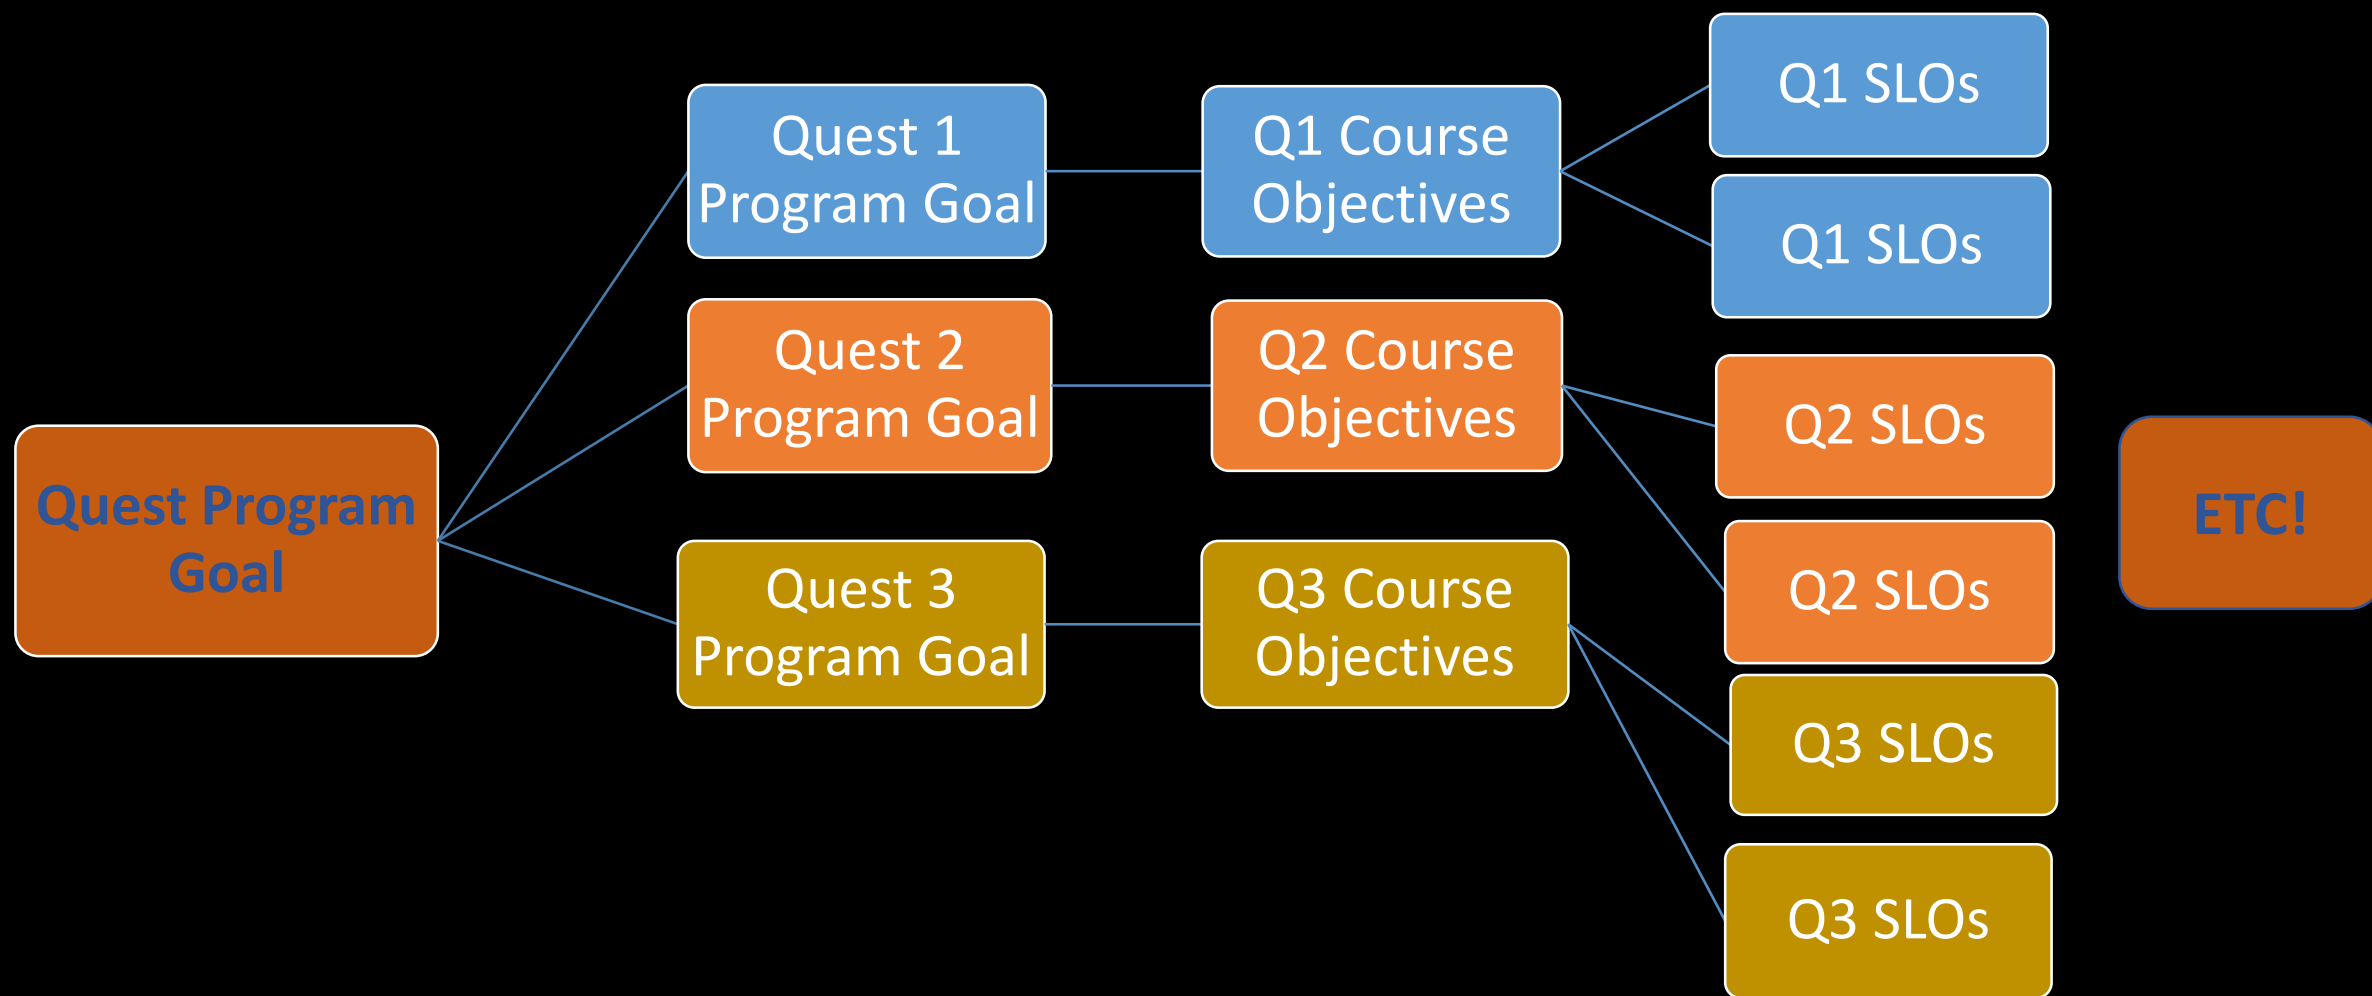 Quest Program
Goal
Quest 1
Program Goal
Quest 2
Program Goal
Quest 3
Program Goal
Q1 Course
Objectives
Q2 Course
Objectives
Q3 Course
Objectives
Q1 SLOs
Q1 SLOs
Q2 SLOs
Q2 SLOs
Q3 SLOs
Q3 SLOs
ETC!